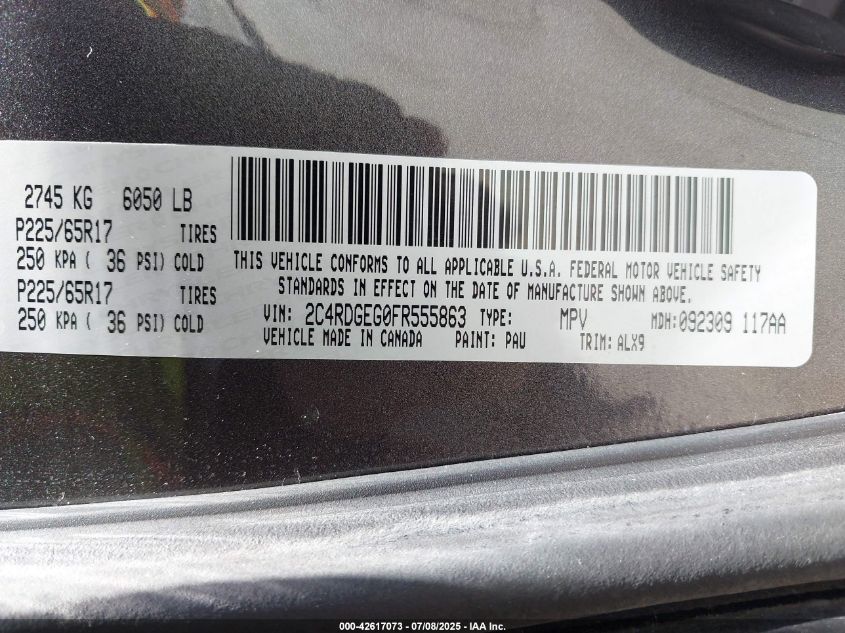 2745 KG 6050 LB
P225/65R17 TIRES
250 KPA ( 36 PSI) COLD
P225/65R17 TIRES
250 KPA ( 36 PSI) COLD
THIS VEHICLE CONFORMS TO ALL APPLICABLE U.S.A. FEDERAL MOTOR VEHICLE SAFETY
STANDARDS IN EFFECT ON THE DATE OF MANUFACTURE SHOWN ABOVE.
VIN: 2C4RDGEG0FR555863 TYPE: MPV MDH:092309 117AA
VEHICLE MADE IN CANADA PAINT: PAU TRIM: ALX9
000-42617073 - 07/08/2025 - IAA Inc.